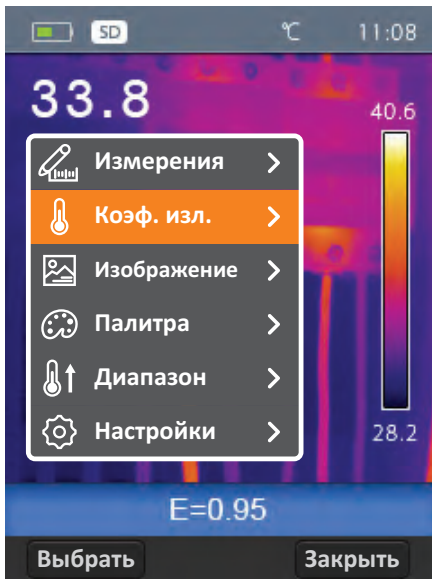 SD ℃ 11:08
33.8
40.6
Измерения
Коэф. изл.
Изображение
Палитра
Диапазон
Настройки
28.2
E=0.95
Выбрать Закрыть